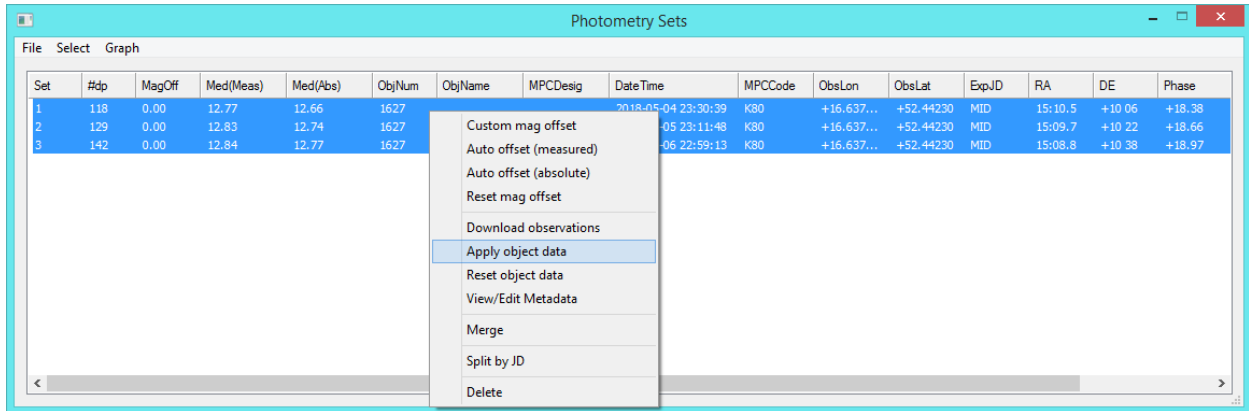 Photometry Sets
File Select Graph
Set #dp MagOff Med(Meas) Med(Abs) ObjNum ObjName MPCDesig DateTime MPCCode ObsLon ObsLat ExpJD RA DE Phase
1 118 0.00 12.77 12.66 1627 2018-05-04 23:30:39 K80 +16.637... +52.44230 MID 15:10.5 +10 06 +18.38
2 129 0.00 12.83 12.74 1627 -05 23:11:48 K80 +16.637... +52.44230 MID 15:09.7 +10 22 +18.66
3 142 0.00 12.84 12.77 1627 -06 22:59:13 K80 +16.637... +52.44230 MID 15:08.8 +10 38 +18.97
Custom mag offset
Auto offset (measured)
Auto offset (absolute)
Reset mag offset
Download observations
Apply object data
Reset object data
View/Edit Metadata
Merge
Split by JD
Delete